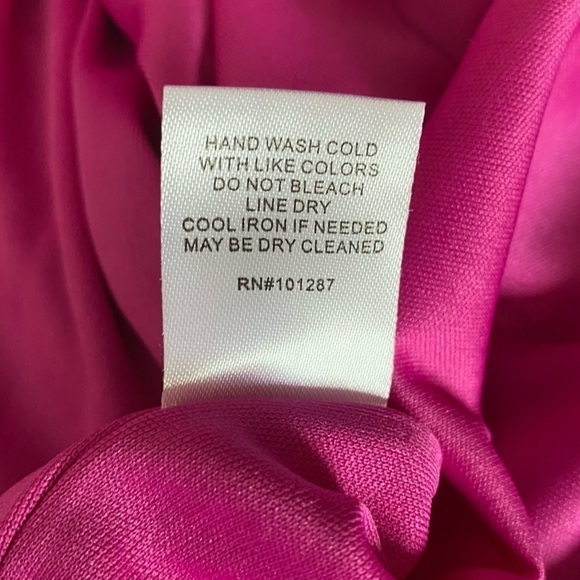 HAND WASH COLD
WITH LIKE COLORS
DO NOT BLEACH
LINE DRY
COOL IRON IF NEEDED
MAY BE DRY CLEANED
RN#101287